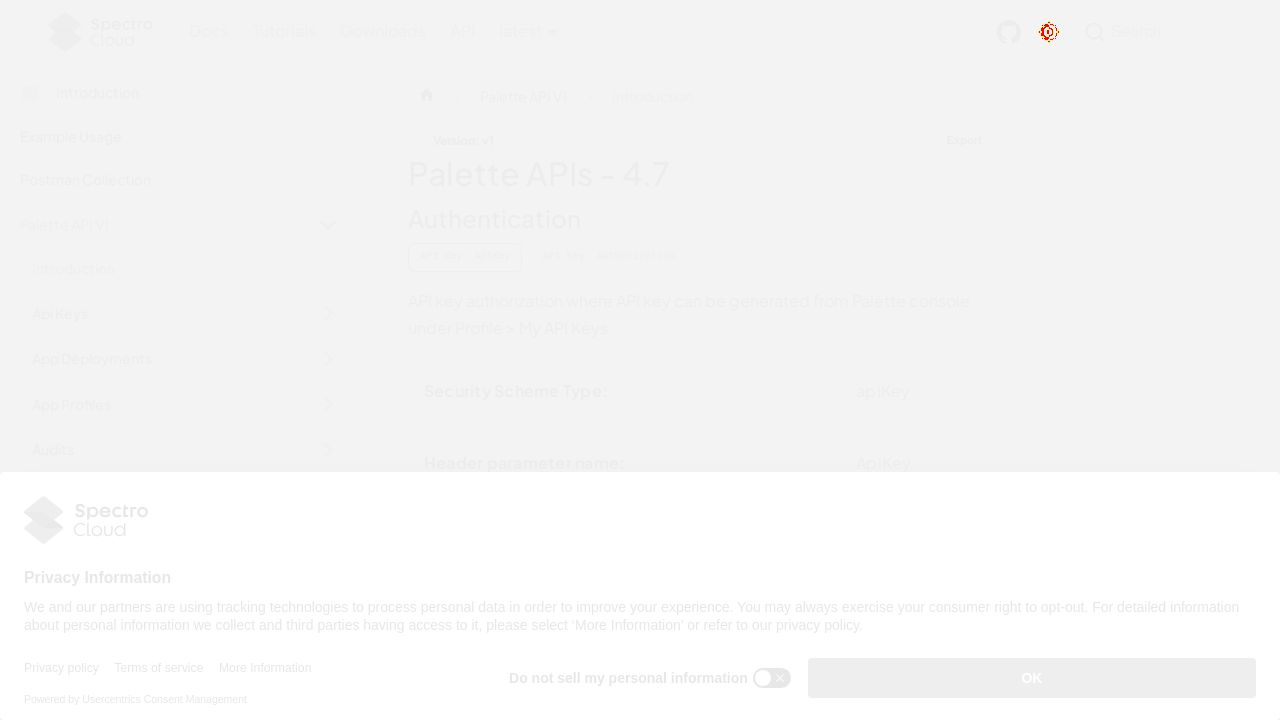 Spectro Cloud
Docs Tutorials Downloads API latest
Search
Introduction
Example Usage
Postman Collection
Palette API V1
Introduction
Api Keys
App Deployments
App Profiles
Audits
Palette API V1
Introduction
Version: v1
Export
Palette APIs - 4.7
Authentication
API Key: ApiKey
API Key: Authorization
API key authorization where API key can be generated from Palette console
under Profile > My API Keys
Security Scheme Type: apiKey
Header parameter name: ApiKey
Spectro
Cloud
Privacy Information
We and our partners are using tracking technologies to process personal data in order to improve your experience. You may always exercise your consumer right to opt-out. For detailed information
about personal information we collect and third parties having access to it, please select ‘More Information’ or refer to our privacy policy.
Privacy policy Terms of service More Information
Do not sell my personal information
OK
Powered by Usercentrics Consent Management